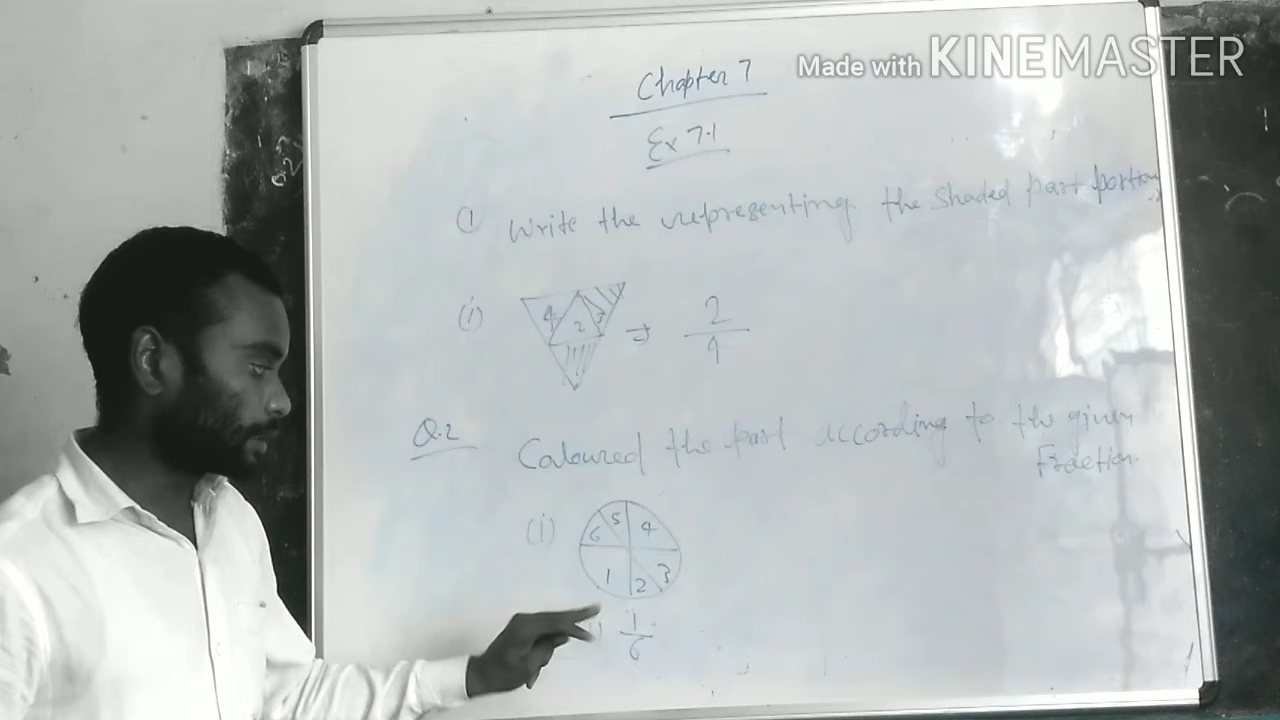 Made with KINEMASTER
Chapter 7
Ex 7.1
① Write the representing the shaded part portion
(i) 4 2 3 ⇒ 2/4
Q.2 Caloured the part according to the given
Fraction.
(i) 6 5 4
1 2 3
1/6